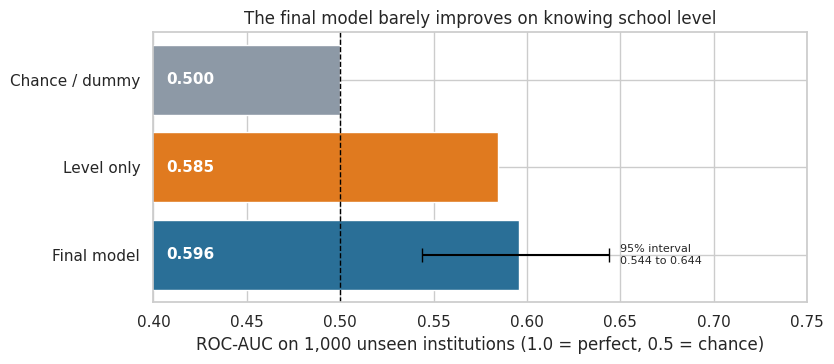 The final model barely improves on knowing school level
Chance / dummy
0.500
Level only
0.585
Final model
0.596
95% interval
0.544 to 0.644
0.40 0.45 0.50 0.55 0.60 0.65 0.70 0.75
ROC-AUC on 1,000 unseen institutions (1.0 = perfect, 0.5 = chance)